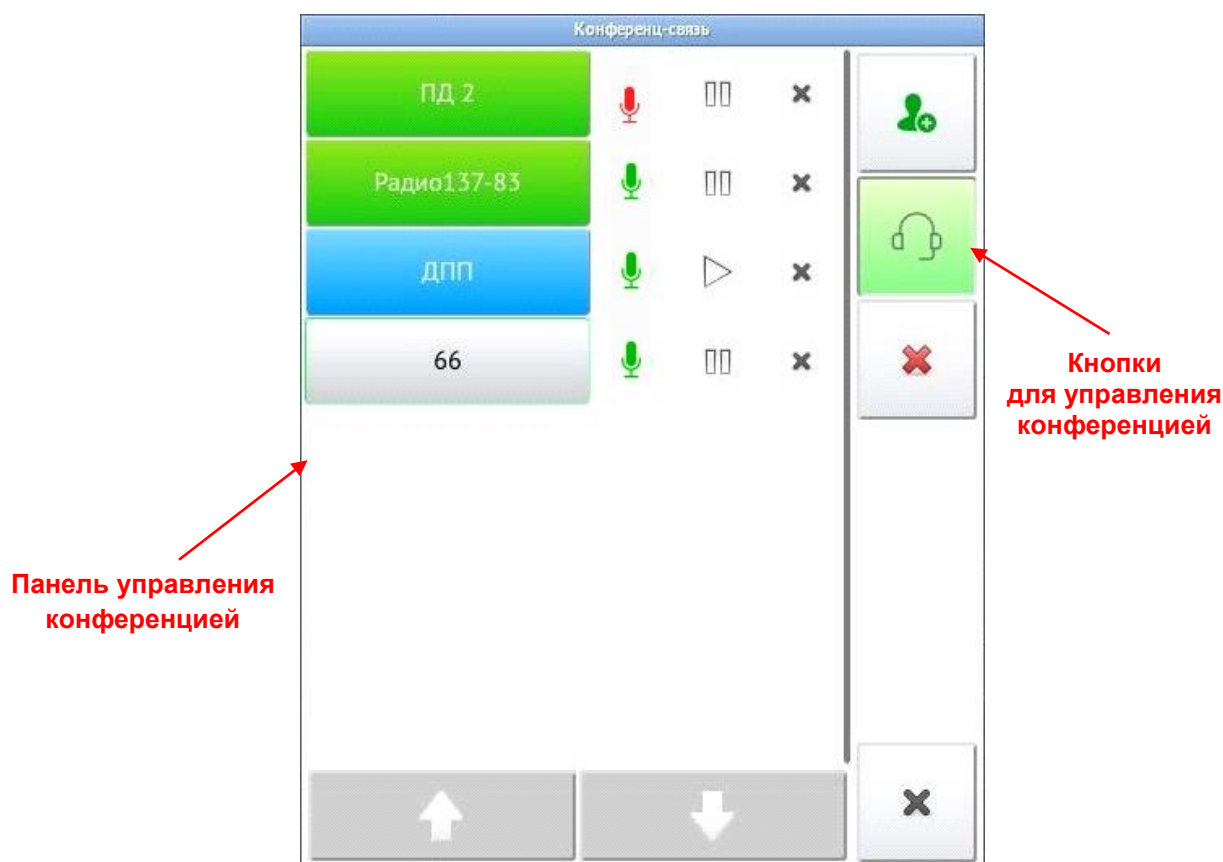 Конференц-связь
ПД 2
Радио137-83
ДПП
66
Кнопки
для управления
конференцией
Панель управления
конференцией